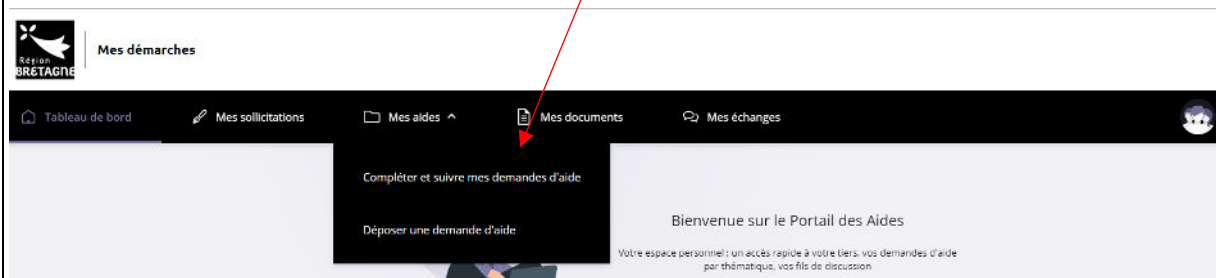 Région
BRETAGNE
Mes démarches
Tableau de bord
Mes sollicitations
Mes aides
Mes documents
Mes échanges
Compléter et suivre mes demandes d'aide
Déposer une demande d'aide
Bienvenue sur le Portail des Aides
Votre espace personnel : un accès rapide à votre tiers, vos demandes d'aide
par thématique, vos fils de discussion